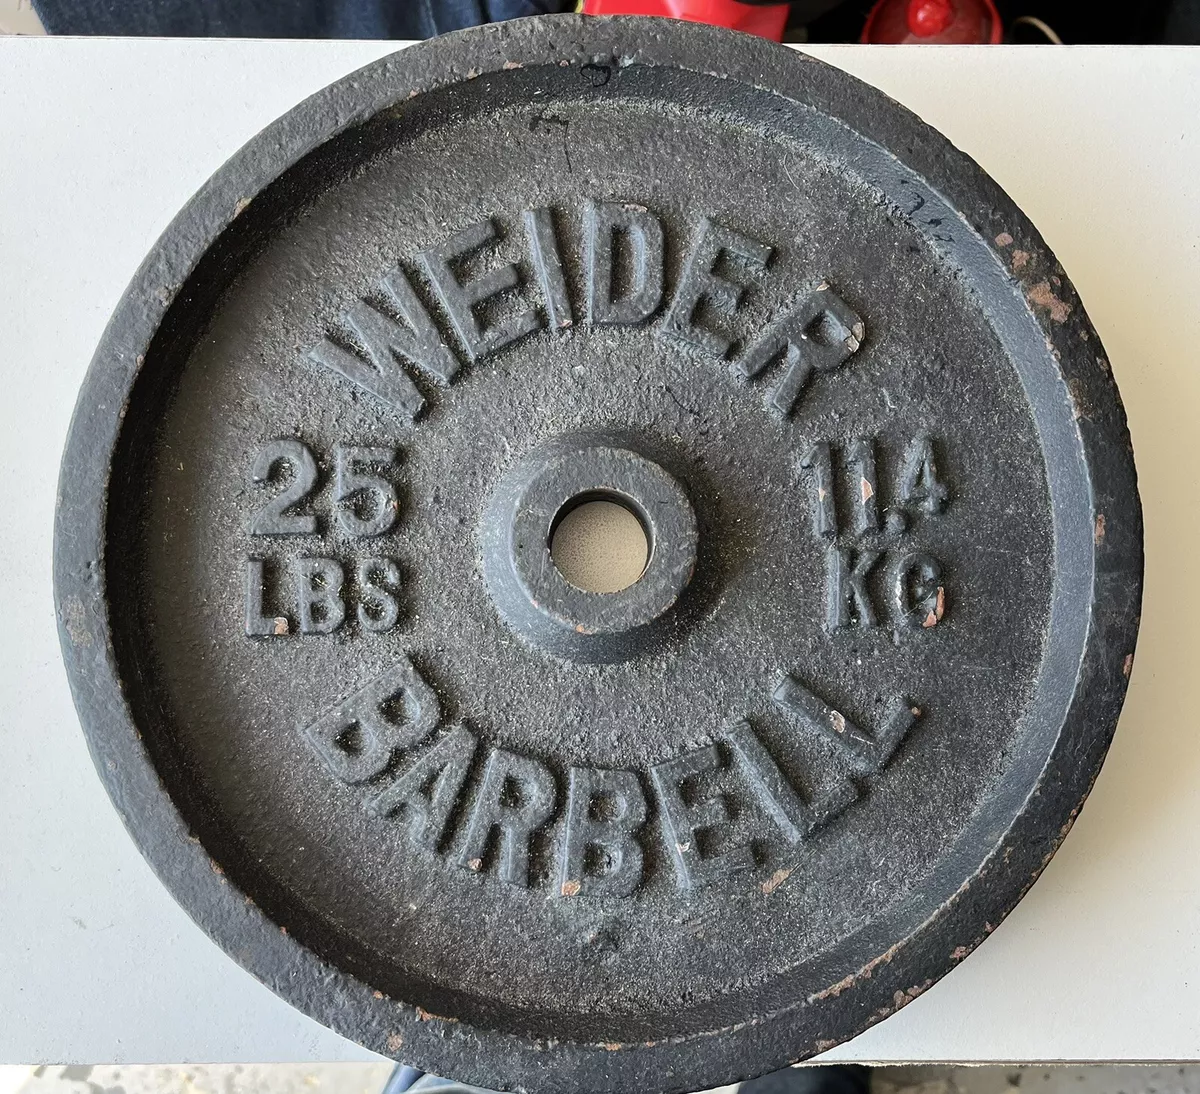 WEIDER
25
LBS
11.4
KG
BARBELL